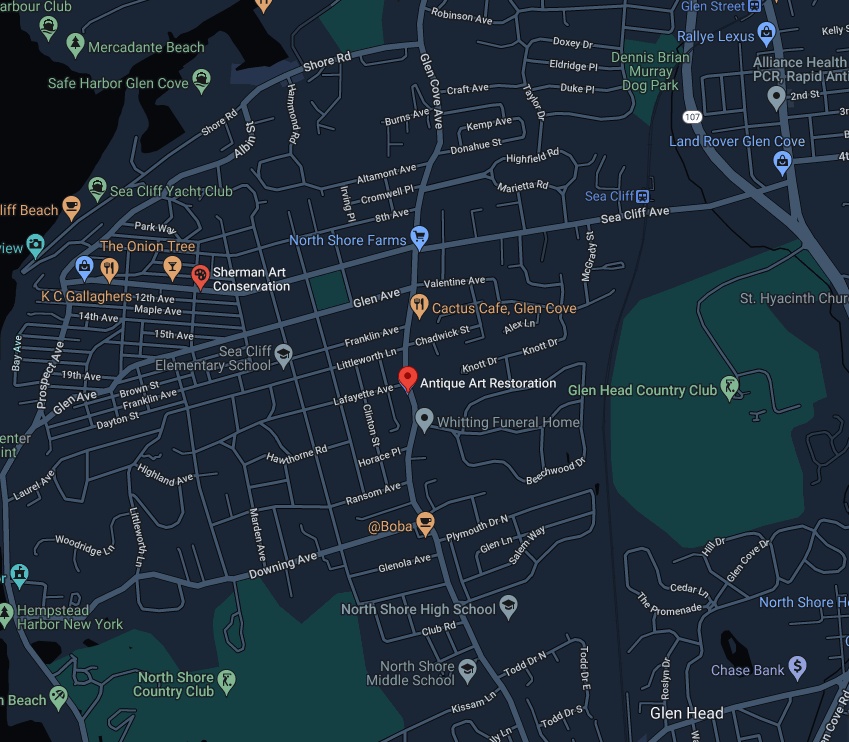 arbour Club
Mercadante Beach
Safe Harbor Glen Cove
Shore Rd
Robinson Ave
Glen Street
Rallye Lexus
Kelly S
Doxey Dr
Eldridge Pl
Duke Pl
Dennis Brian
Murray
Dog Park
Alliance Health
PCR, Rapid Anti
2nd St
3r
107
Glen Cove Ave
Craft Ave
Taylor Dr
Hammond Rd
Shore Rd
Albin St
Burns Ave
Kemp Ave
Donahue St
Highfield Rd
Land Rover Glen Cove
4t
Altamont Ave
Cromwell Pl
8th Ave
Irving Pl
Marietta Rd
Sea Cliff
Sea Cliff Ave
Sea Cliff Yacht Club
liff Beach
Park Way
view
The Onion Tree
North Shore Farms
McGrady St
Sherman Art
Conservation
K C Gallaghers
12th Ave
Maple Ave
14th Ave
15th Ave
Glen Ave
Valentine Ave
Cactus Cafe, Glen Cove
St. Hyacinth Churc
Alex Ln
Chadwick St
Franklin Ave
Littleworth Ln
Knott Dr
Knott Dr
Sea Cliff
Elementary School
Bay Ave
Prospect Ave
19th Ave
Glen Ave
Brown St
Franklin Ave
Dayton St
Lafayette Ave
Antique Art Restoration
Glen Head Country Club
Clinton St
Whitting Funeral Home
enter
int
Hawthorne Rd
Horace Pl
Beechwood Dr
Laurel Ave
Highland Ave
Ransom Ave
Littleworth Ln
Marden Ave
@Boba
Plymouth Dr N
Glen Ln
Salem Way
Woodridge Ln
Downing Ave
Glenola Ave
Hill Dr
Glen Cove Dr
Cedar Ln
The Promenade
or
Hempstead
Harbor New York
North Shore High School
North Shore He
Club Rd
North Shore
Middle School
Todd Dr N
Todd Dr E
Roslyn Dr
Chase Bank
North Shore
Country Club
n Beach
Kissam Ln
Todd Dr S
Glen Head
en Cove Rd
lly Ln
Wa